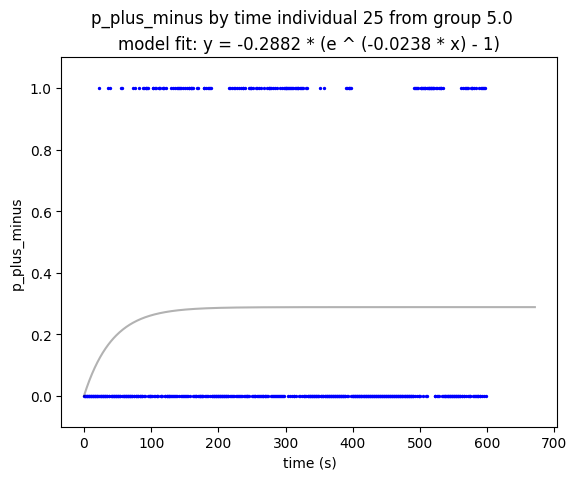 p_plus_minus by time individual 25 from group 5.0
model fit: y = -0.2882 * (e ^ (-0.0238 * x) - 1)
1.0
0.8
0.6
0.4
0.2
0.0
p_plus_minus
0 100 200 300 400 500 600 700
time (s)